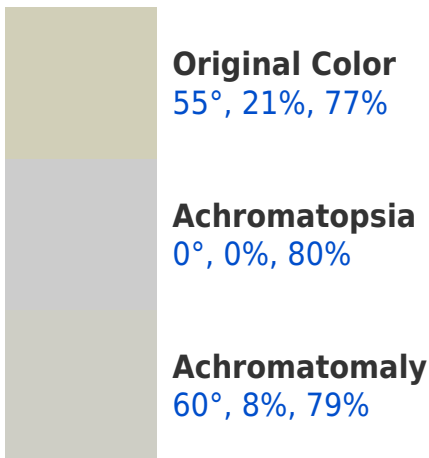 Original Color
55°, 21%, 77%
Achromatopsia
0°, 0%, 80%
Achromatomaly
60°, 8%, 79%